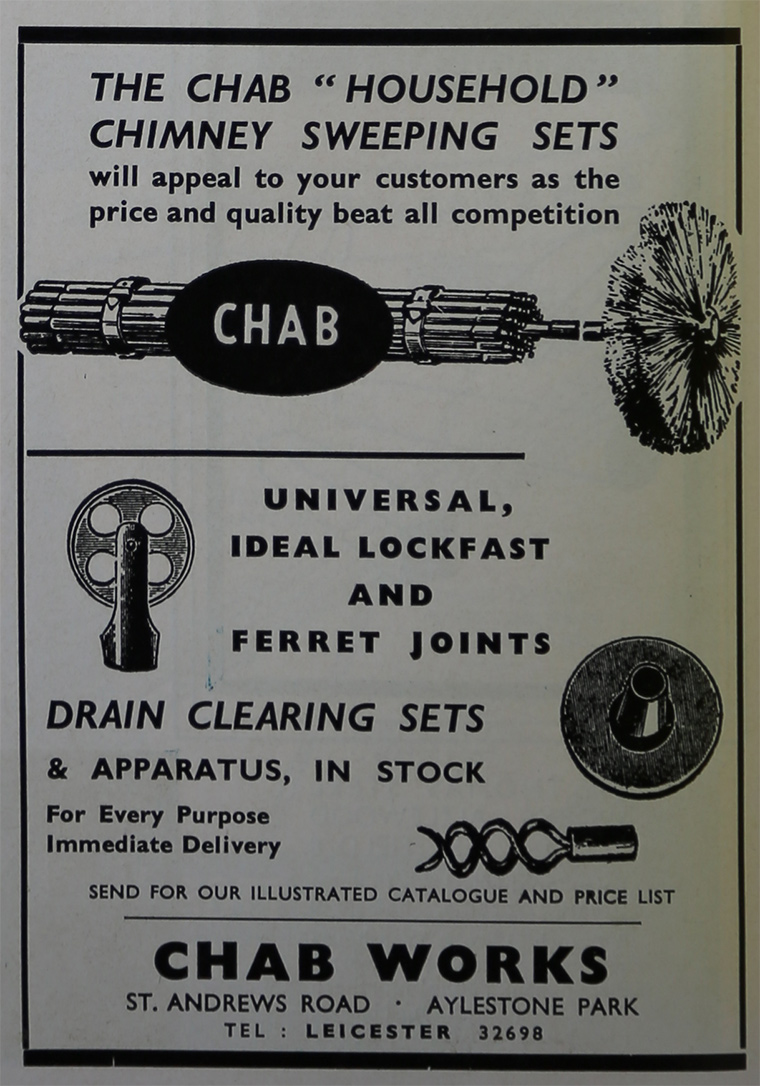 THE CHAB “HOUSEHOLD”
CHIMNEY SWEEPING SETS
will appeal to your customers as the
price and quality beat all competition
CHAB
UNIVERSAL,
IDEAL LOCKFAST
AND
FERRET JOINTS
DRAIN CLEARING SETS
& APPARATUS, IN STOCK
For Every Purpose
Immediate Delivery
SEND FOR OUR ILLUSTRATED CATALOGUE AND PRICE LIST
CHAB WORKS
ST. ANDREWS ROAD · AYLESTONE PARK
TEL : LEICESTER 32698